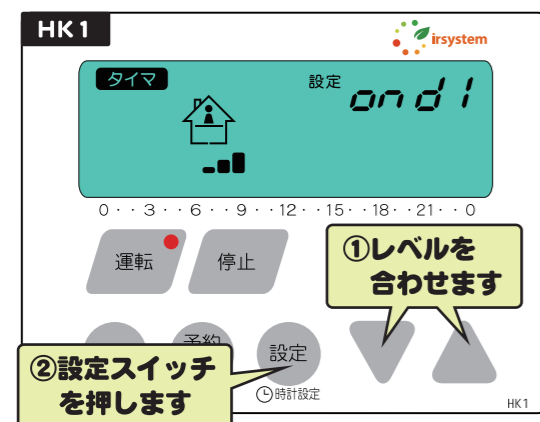 HK1
irsystem
タイマ
設定
on d1
0・・3・・6・・9・・12・・15・・18・・21・・0
運転
停止
①レベルを
合わせます
予約
設定
②設定スイッチ
を押します
時計設定
HK1